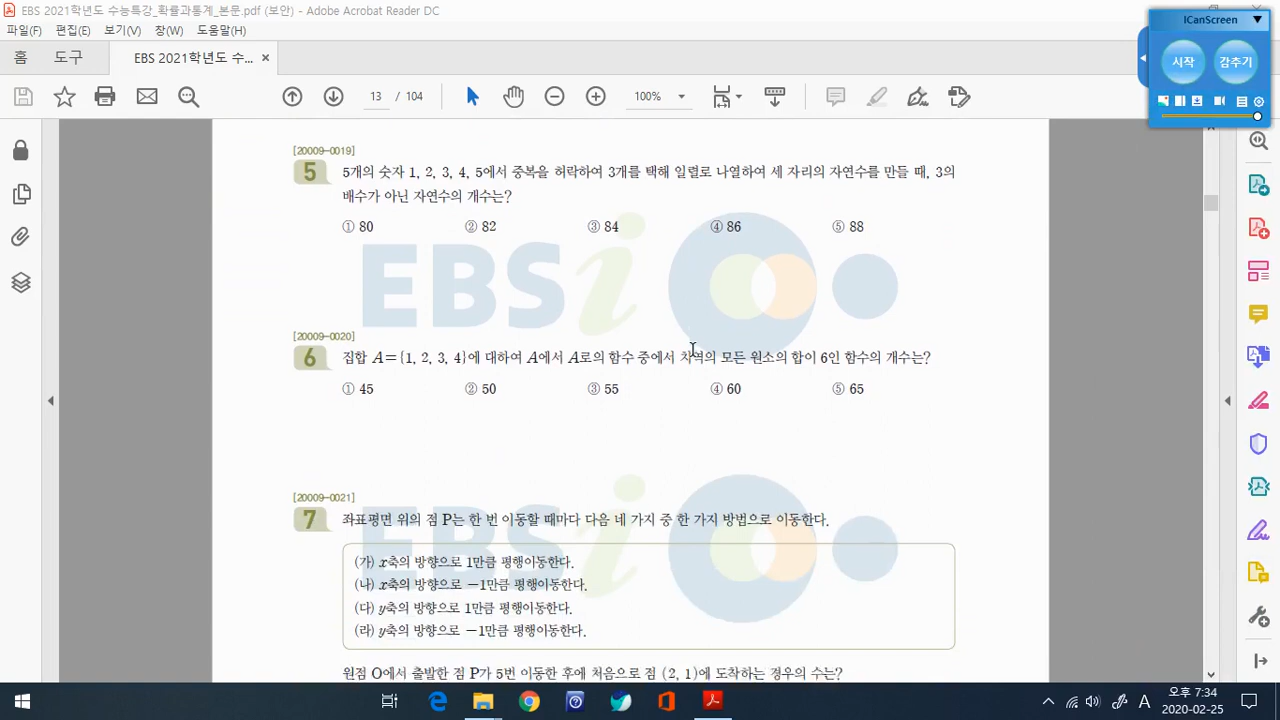 EBS 2021학년도 수능특강_확률과통계_본문.pdf (보안) - Adobe Acrobat Reader DC
파일(F) 편집(E) 보기(V) 창(W) 도움말(H)
홈 도구 EBS 2021학년도 수... ×
13 / 104 100%
ICanScreen
시작 감추기
[20009-0019]
5 5개의 숫자 1, 2, 3, 4, 5에서 중복을 허락하여 3개를 택해 일렬로 나열하여 세 자리의 자연수를 만들 때, 3의
배수가 아닌 자연수의 개수는?
① 80 ② 82 ③ 84 ④ 86 ⑤ 88
EBSi
[20009-0020]
6 집합 A={1, 2, 3, 4}에 대하여 A에서 A로의 함수 중에서 치역의 모든 원소의 합이 6인 함수의 개수는?
① 45 ② 50 ③ 55 ④ 60 ⑤ 65
[20009-0021]
7 좌표평면 위의 점 P는 한 번 이동할 때마다 다음 네 가지 중 한 가지 방법으로 이동한다.
EBSi
(가) x축의 방향으로 1만큼 평행이동한다.
(나) x축의 방향으로 -1만큼 평행이동한다.
(다) y축의 방향으로 1만큼 평행이동한다.
(라) y축의 방향으로 -1만큼 평행이동한다.
원점 O에서 출발한 점 P가 5번 이동한 후에 처음으로 점 (2, 1)에 도착하는 경우의 수는?
A 오후 7:34
2020-02-25